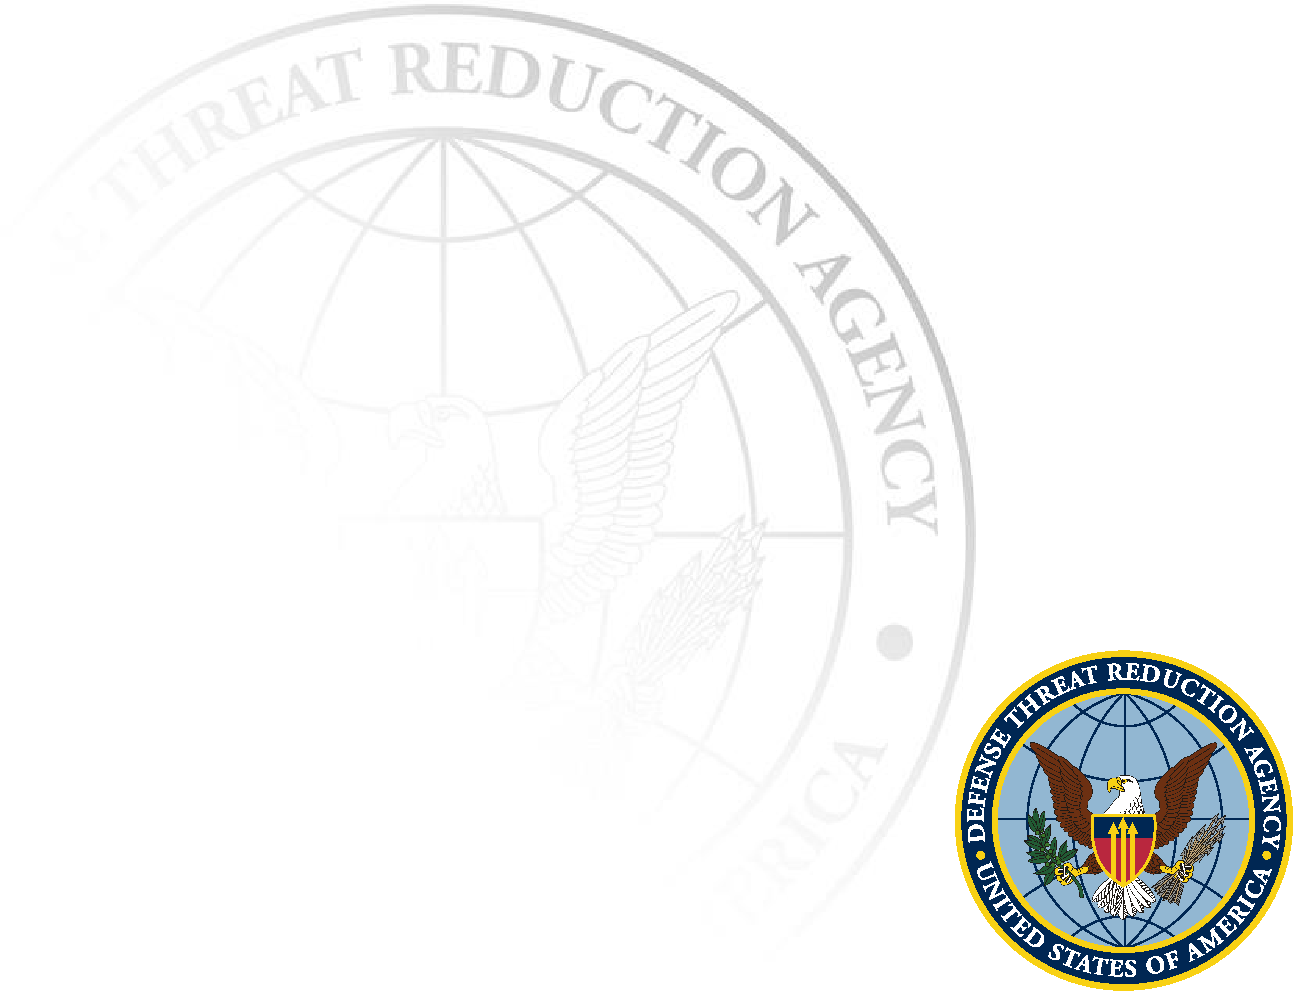 E THREAT REDUCTION AGENCY
ERICA
DEFENSE THREAT REDUCTION AGENCY
UNITED STATES OF AMERICA